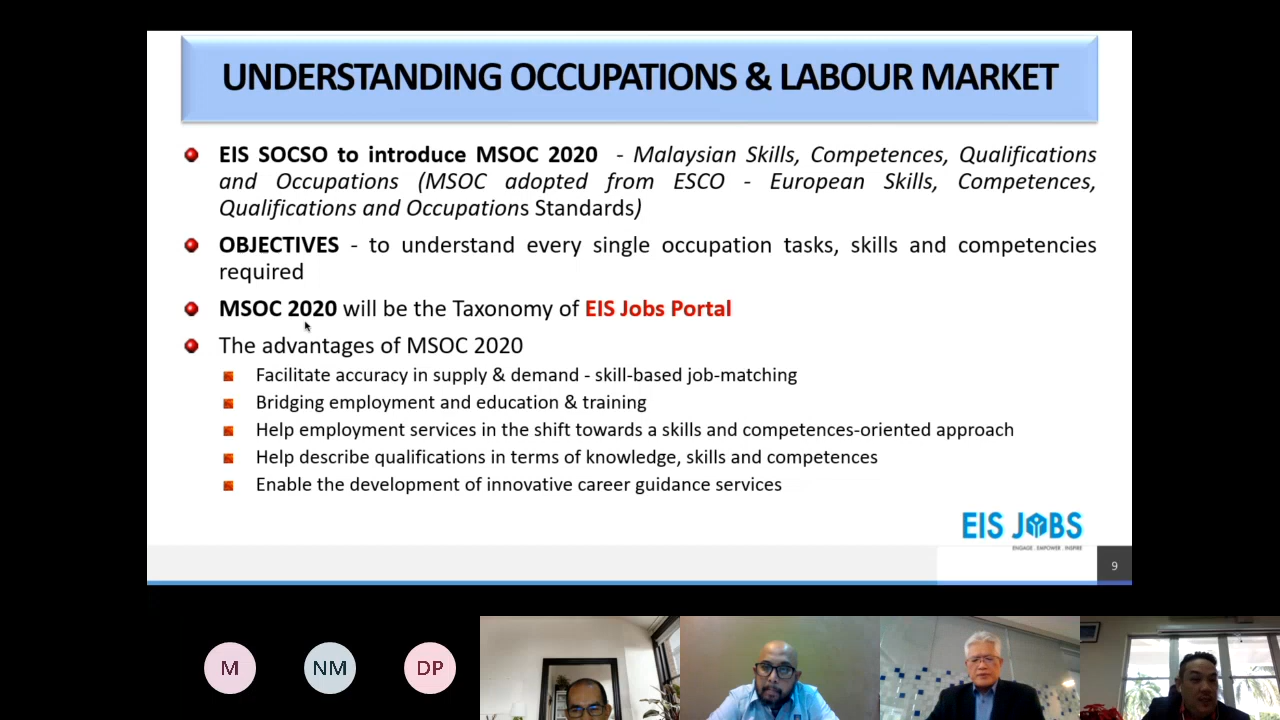 UNDERSTANDING OCCUPATIONS & LABOUR MARKET
EIS SOCSO to introduce MSOC 2020 - Malaysian Skills, Competences, Qualifications
and Occupations (MSOC adopted from ESCO - European Skills, Competences,
Qualifications and Occupations Standards)
OBJECTIVES - to understand every single occupation tasks, skills and competencies
required
MSOC 2020 will be the Taxonomy of EIS Jobs Portal
The advantages of MSOC 2020
Facilitate accuracy in supply & demand - skill-based job-matching
Bridging employment and education & training
Help employment services in the shift towards a skills and competences-oriented approach
Help describe qualifications in terms of knowledge, skills and competences
Enable the development of innovative career guidance services
EIS JOBS
ENGAGE . EMPOWER . INSPIRE
9
M
NM
DP